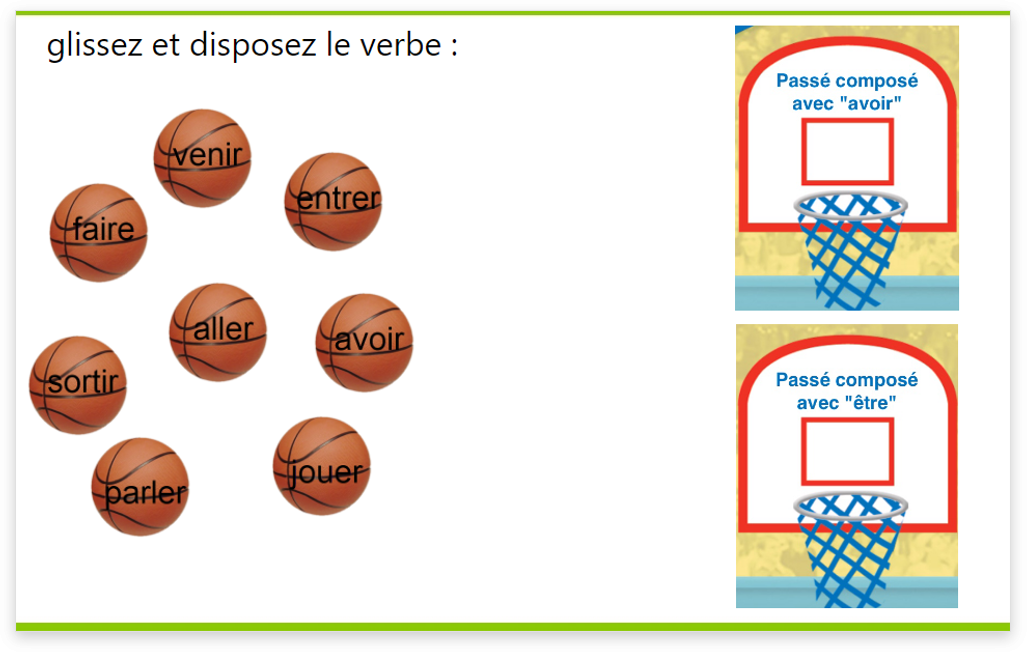 glissez et disposez le verbe :
venir
entrer
faire
aller
avoir
sortir
parler
jouer
Passé composé
avec "avoir"
Passé composé
avec "être"